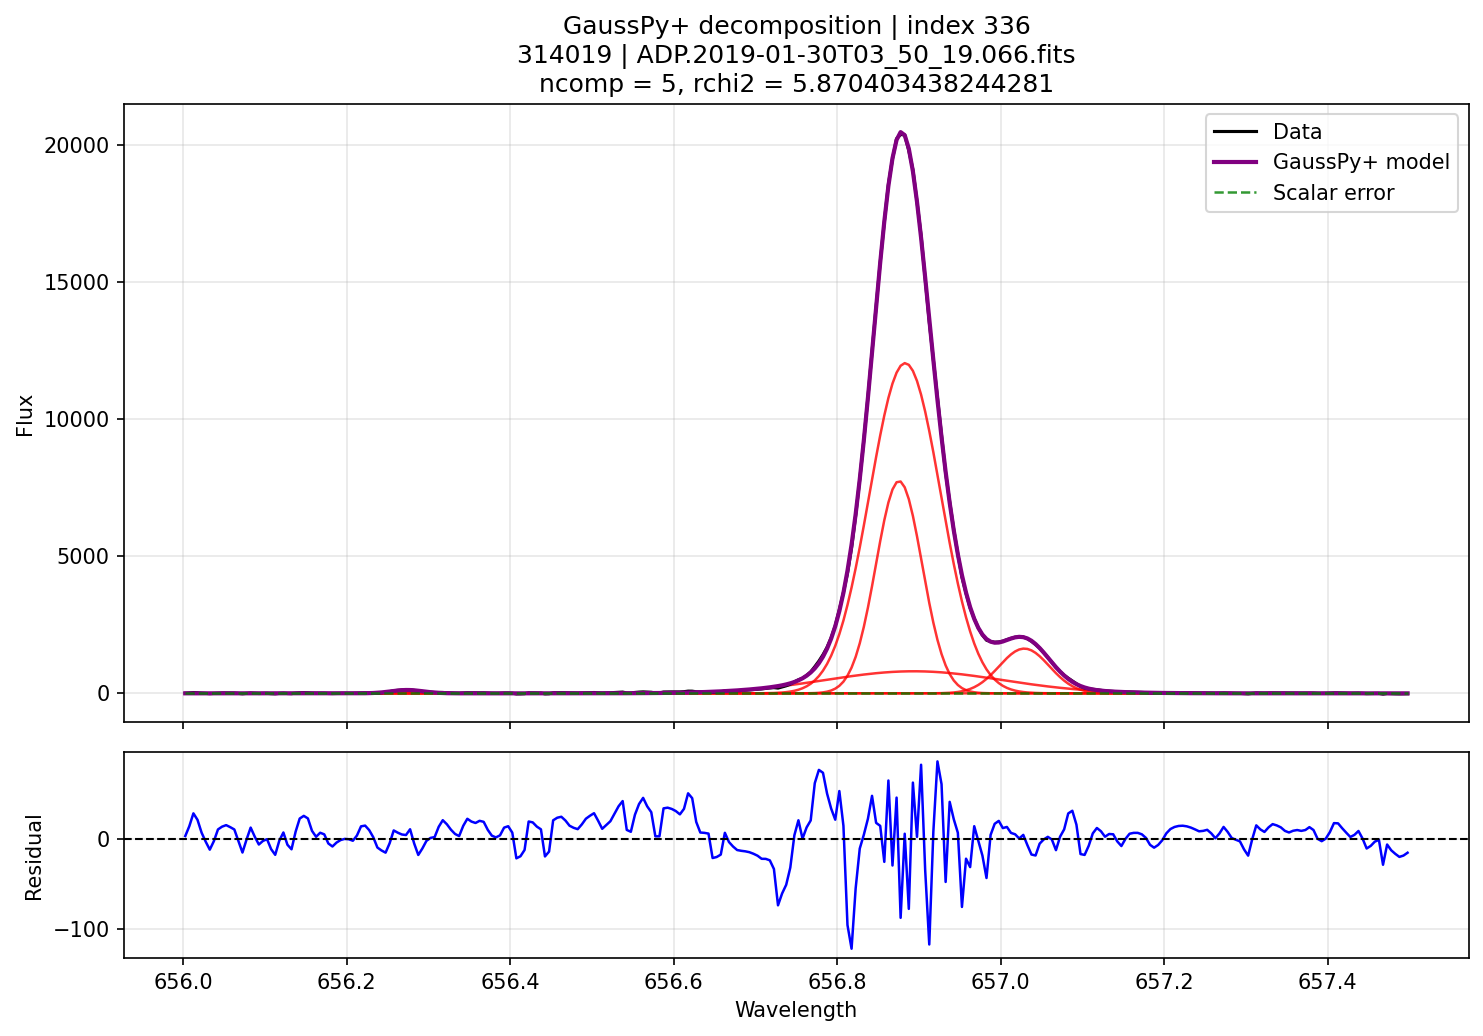 GaussPy+ decomposition | index 336
314019 | ADP.2019-01-30T03_50_19.066.fits
ncomp = 5, rchi2 = 5.870403438244281
Data
GaussPy+ model
Scalar error
20000
15000
10000
5000
0
Flux
0
−100
Residual
656.0 656.2 656.4 656.6 656.8 657.0 657.2 657.4
Wavelength